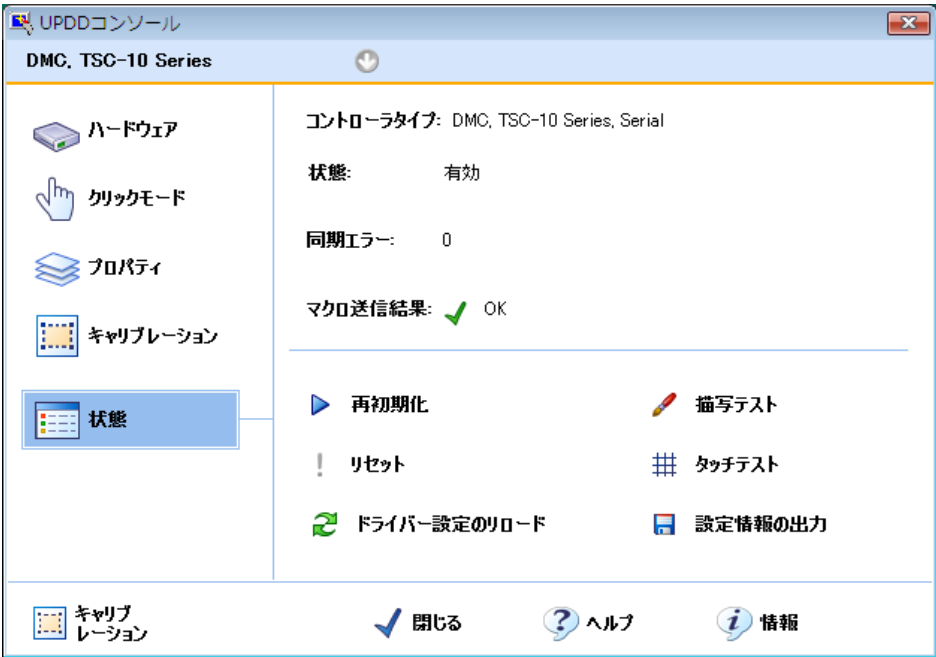 UPDDコンソール
DMC, TSC-10 Series
ハードウェア
クリックモード
プロパティ
キャリブレーション
状態
コントローラタイプ: DMC, TSC-10 Series, Serial
状態: 有効
同期エラー: 0
マクロ送信結果: OK
再初期化
描写テスト
リセット
タッチテスト
ドライバー設定のリロード
設定情報の出力
キャリブ
レーション
閉じる
ヘルプ
情報